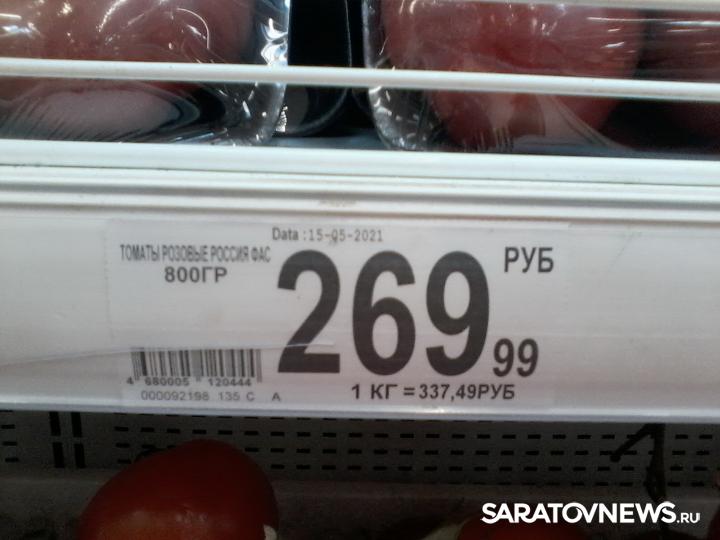 Data :15-05-2021
ТОМАТЫ РОЗОВЫЕ РОССИЯ ФАС
800ГР
269 99 РУБ
4 680005 120444
1 КГ = 337,49РУБ
000092198 135 С А
SARATOVNEWS.RU